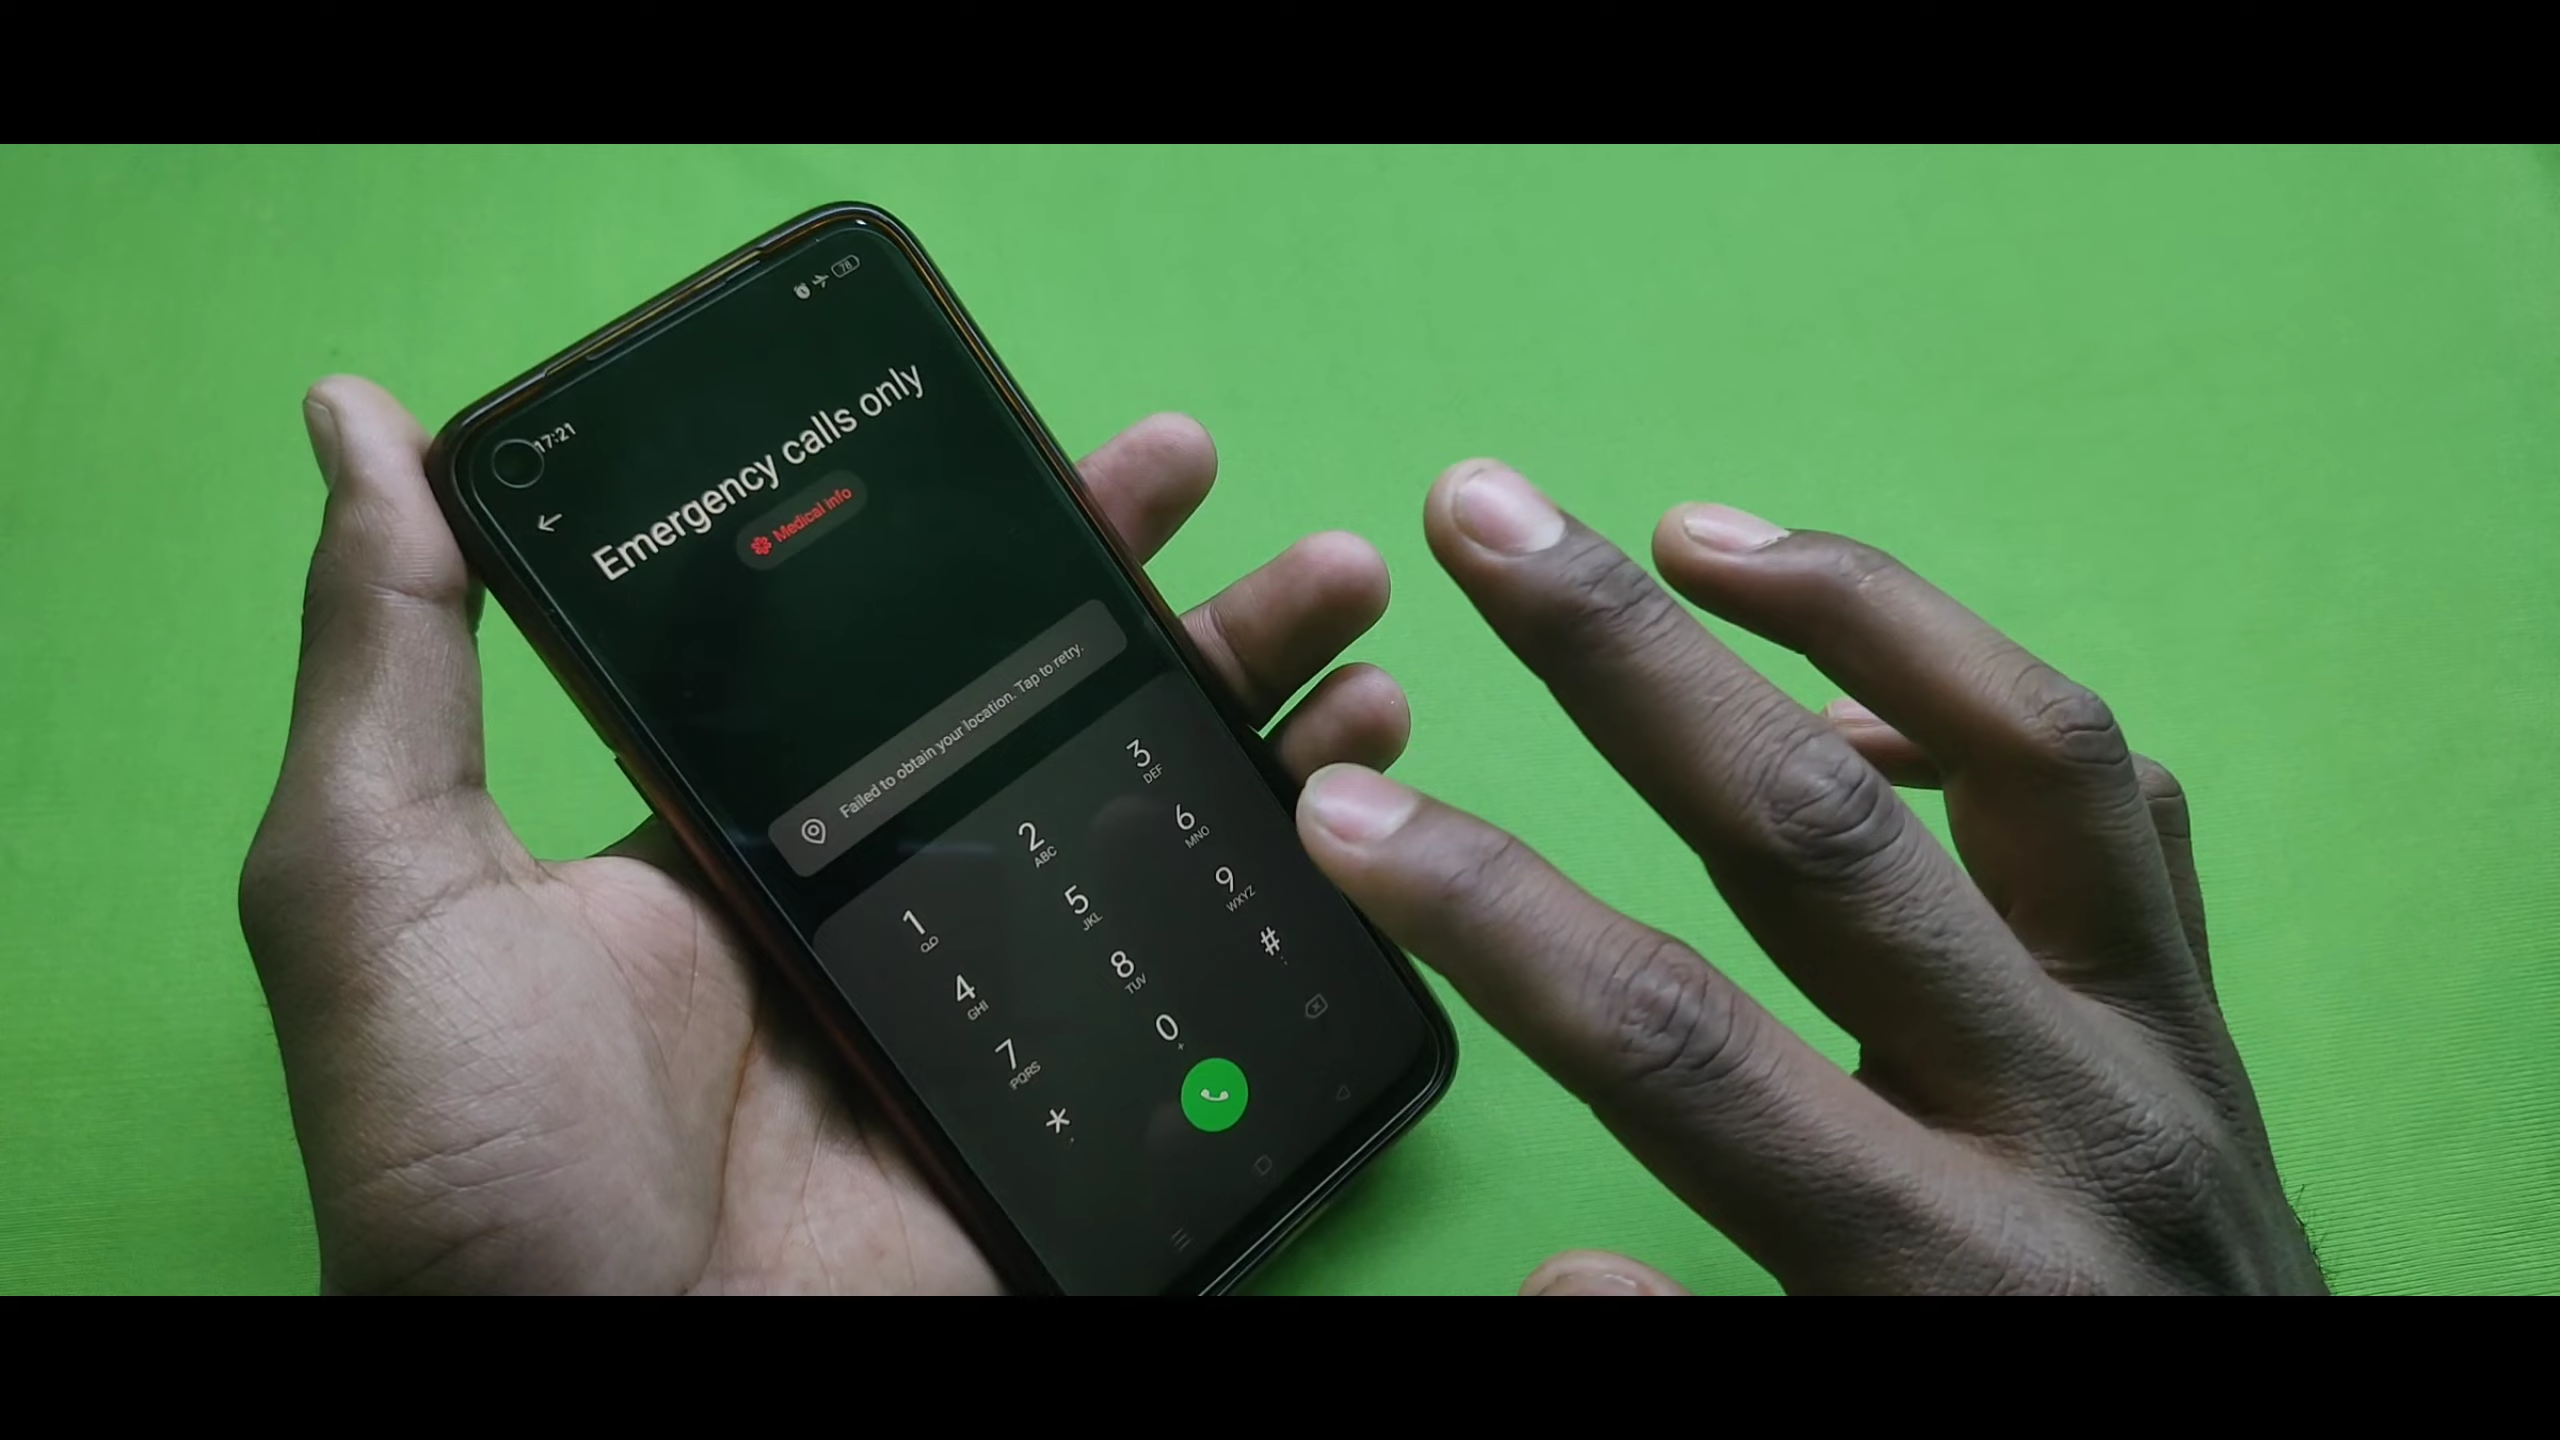 17:21
78
Emergency calls only
Medical info
Failed to obtain your location. Tap to retry.
1
2 ABC
3 DEF
4 GHI
5 JKL
6 MNO
7 PQRS
8 TUV
9 WXYZ
*
0 +
#